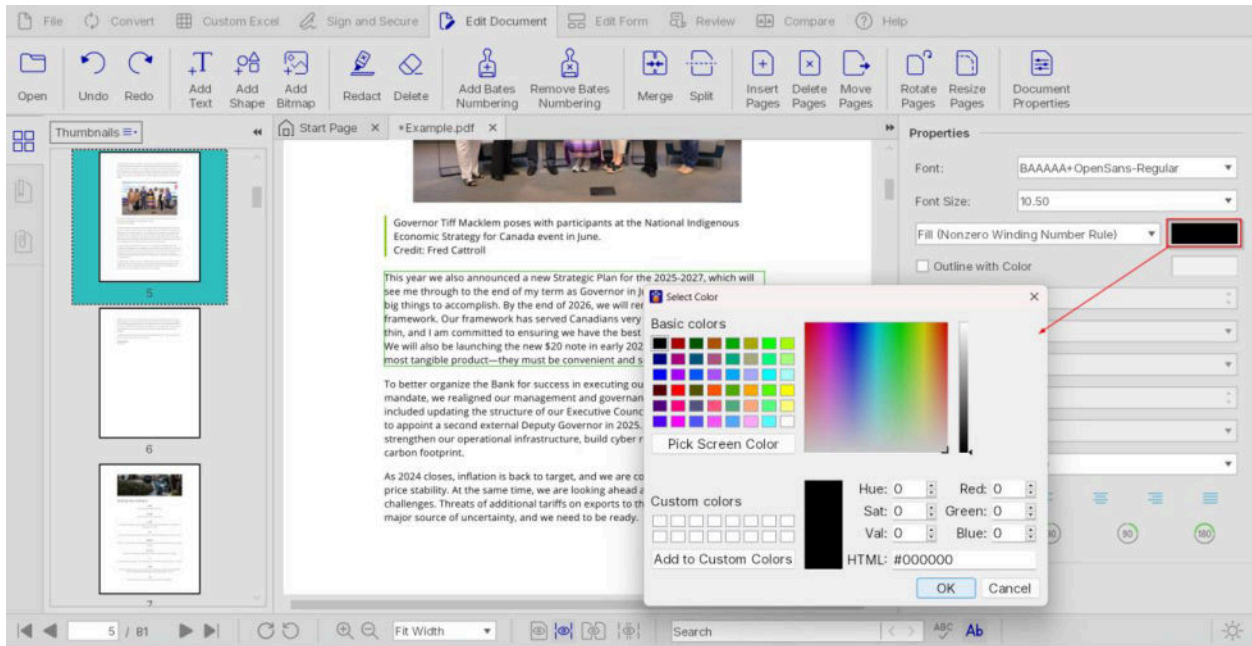 File Convert Custom Excel Sign and Secure Edit Document Edit Form Review Compare Help
Open Undo Redo Add Text Add Shape Add Bitmap Redact Delete Add Bates Numbering Remove Bates Numbering Merge Split Insert Pages Delete Pages Move Pages Rotate Pages Resize Pages Document Properties
Thumbnails
Start Page × *Example.pdf ×
5
6
7
Governor Tiff Macklem poses with participants at the National Indigenous
Economic Strategy for Canada event in June.
Credit: Fred Cattroll
This year we also announced a new Strategic Plan for the 2025-2027, which will
see me through to the end of my term as Governor in
big things to accomplish. By the end of 2026, we will
framework. Our framework has served Canadians very
thin, and I am committed to ensuring we have the best
We will also be launching the new $20 note in early
most tangible product—they must be convenient and
To better organize the Bank for success in executing
mandate, we realigned our management and
included updating the structure of our Executive
to appoint a second external Deputy Governor in 2025.
strengthen our operational infrastructure, build cyber
carbon footprint.
As 2024 closes, inflation is back to target, and we are
price stability. At the same time, we are looking ahead
challenges. Threats of additional tariffs on exports to
major source of uncertainty, and we need to be ready.
Select Color
Basic colors
Pick Screen Color
Custom colors
Add to Custom Colors
Hue: 0 Red: 0
Sat: 0 Green: 0
Val: 0 Blue: 0
HTML: #000000
OK Cancel
Properties
Font: BAAAAA+OpenSans-Regular
Font Size: 10.50
Fill (Nonzero Winding Number Rule)
Outline with Color
90 180
5 / 81 Fit Width Search ABC Ab